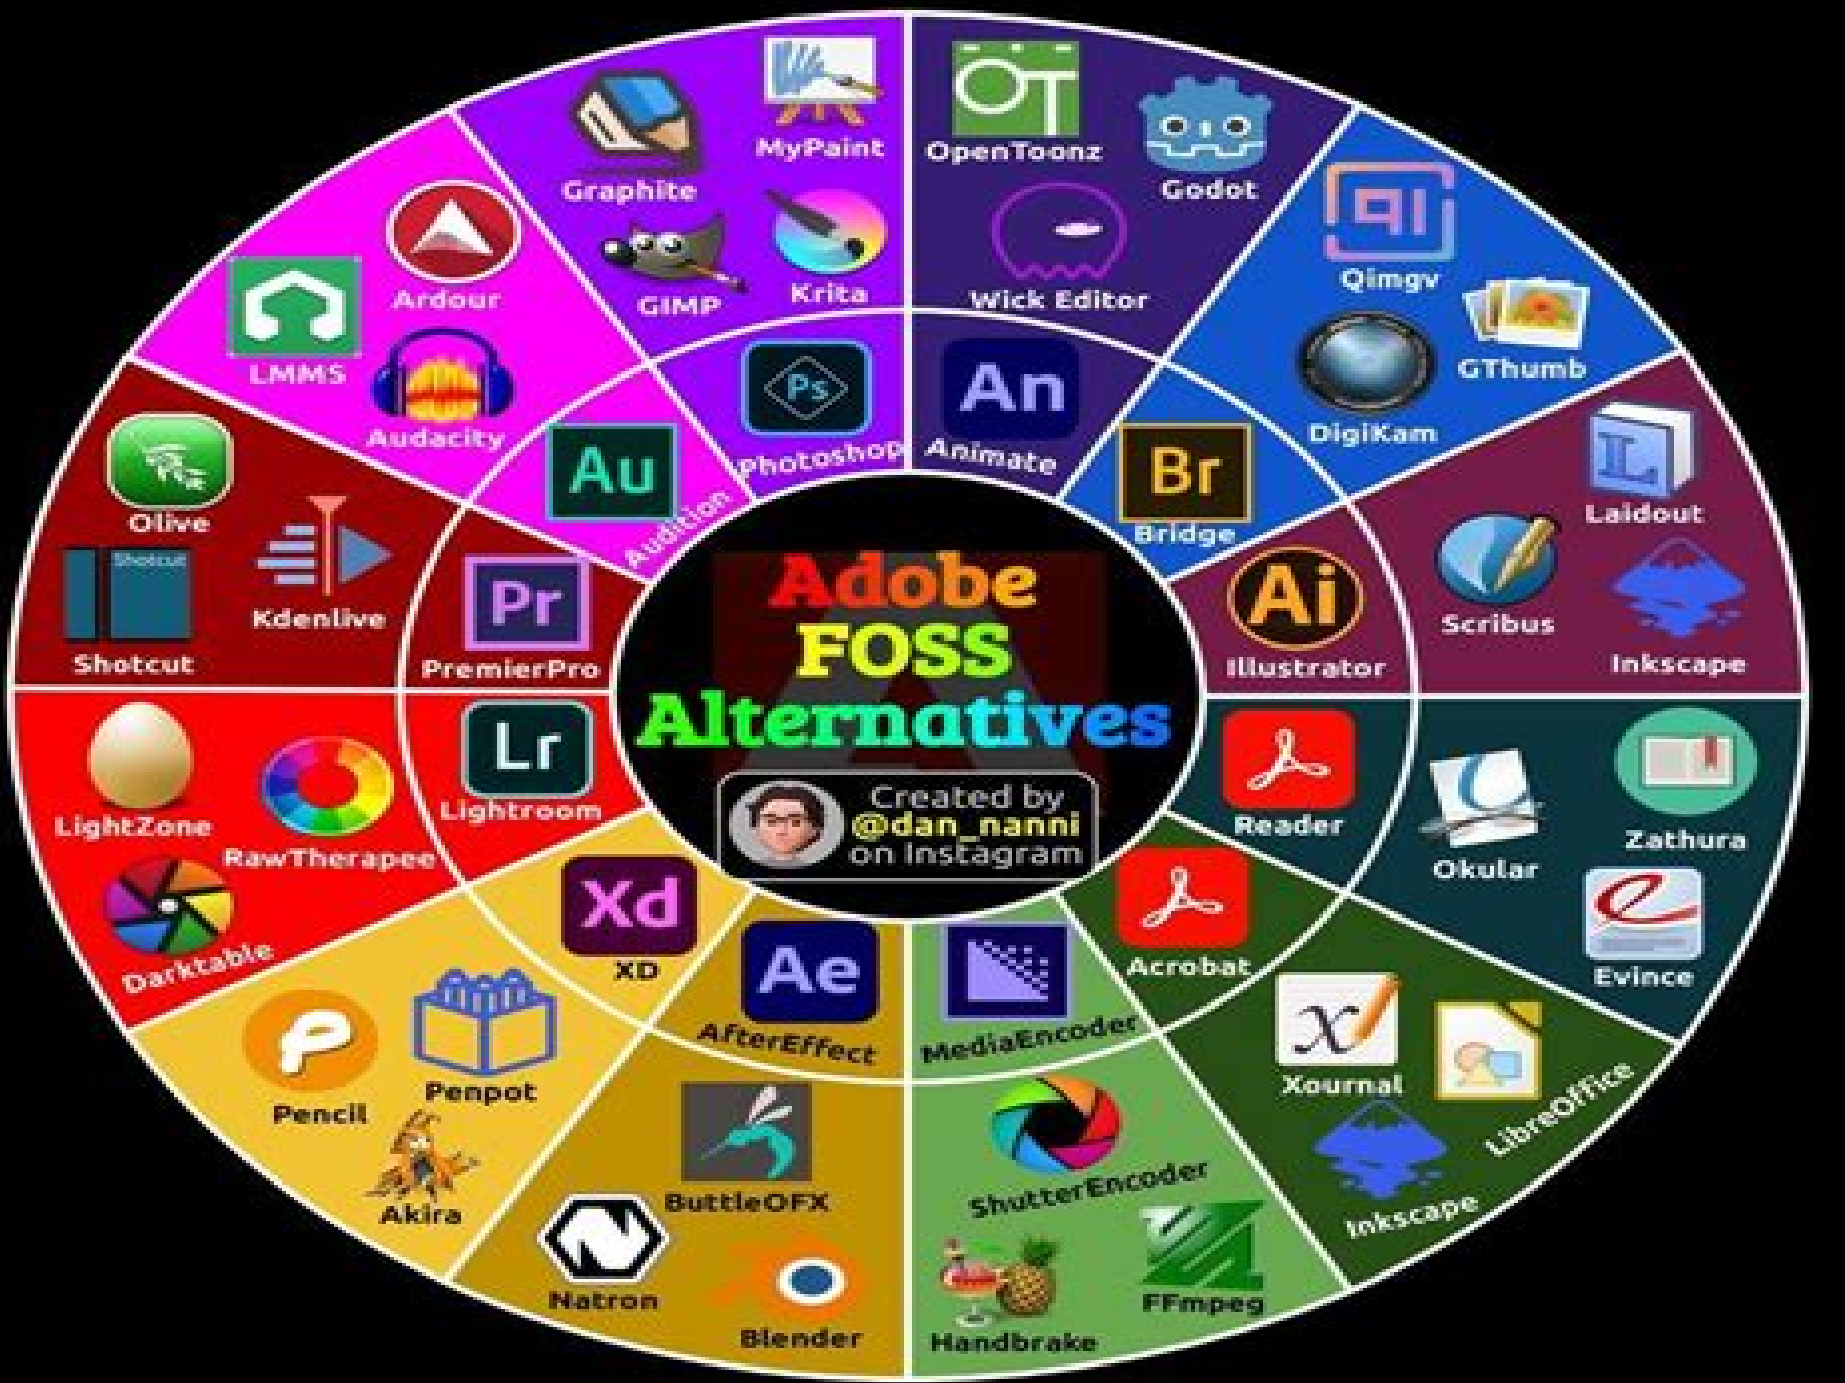 Adobe
FOSS
Alternatives
Created by
@dan_nanni
on Instagram
Ps
Photoshop
Graphite
MyPaint
GIMP
Krita
An
Animate
OT
OpenToonz
Godot
Wick Editor
Br
Bridge
QI
Qimgv
GThumb
DigiKam
Ai
Illustrator
L
Laidout
Scribus
Inkscape
Reader
Okular
Zathura
Evince
Acrobat
Xournal
LibreOffice
Inkscape
MediaEncoder
ShutterEncoder
Handbrake
FFmpeg
Ae
AfterEffect
ButtleOFX
Natron
Blender
Xd
XD
Pencil
Penpot
Akira
Lr
Lightroom
LightZone
RawTherapee
Darktable
Pr
PremierPro
Olive
Shotcut
Kdenlive
Shotcut
Au
Audition
Ardour
LMMS
Audacity